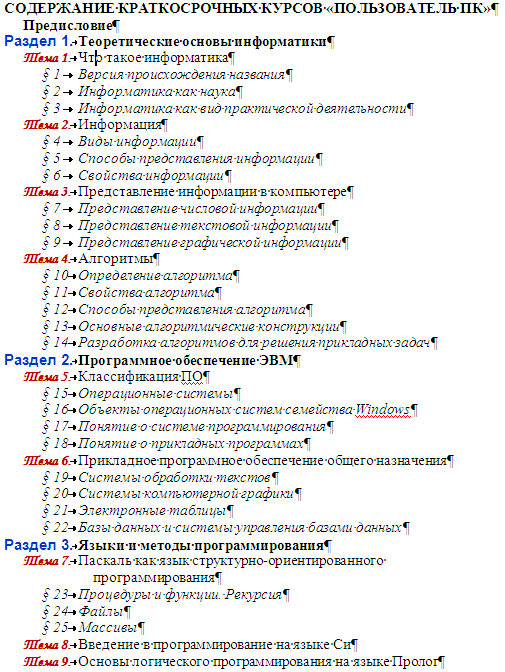 СОДЕРЖАНИЕ КРАТКОСРОЧНЫХ КУРСОВ «ПОЛЬЗОВАТЕЛЬ ПК»¶
Предисловие¶
Раздел 1.→Теоретические основы информатики¶
Тема 1.→Что такое информатика¶
§ 1→Версия происхождения названия¶
§ 2→Информатика как наука¶
§ 3→Информатика как вид практической деятельности¶
Тема 2.→Информация¶
§ 4→Виды информации¶
§ 5→Способы представления информации¶
§ 6→Свойства информации¶
Тема 3.→Представление информации в компьютере¶
§ 7→Представление числовой информации¶
§ 8→Представление текстовой информации¶
§ 9→Представление графической информации¶
Тема 4.→Алгоритмы¶
§ 10→Определение алгоритма¶
§ 11→Свойства алгоритма¶
§ 12→Способы представления алгоритма¶
§ 13→Основные алгоритмические конструкции¶
§ 14→Разработка алгоритмов для решения прикладных задач¶
Раздел 2.→Программное обеспечение ЭВМ¶
Тема 5.→Классификация ПО¶
§ 15→Операционные системы¶
§ 16→Объекты операционных систем семейства Windows¶
§ 17→Понятие о системе программирования¶
§ 18→Понятие о прикладных программах¶
Тема 6.→Прикладное программное обеспечение общего назначения¶
§ 19→Системы обработки текстов¶
§ 20→Системы компьютерной графики¶
§ 21→Электронные таблицы¶
§ 22→Базы данных и системы управления базами данных¶
Раздел 3.→Языки и методы программирования¶
Тема 7.→Паскаль как язык структурно-ориентированного
программирования¶
§ 23→Процедуры и функции. Рекурсия¶
§ 24→Файлы¶
§ 25→Массивы¶
Тема 8.→Введение в программирование на языке Си¶
Тема 9.→Основы логического программирования на языке Пролог¶